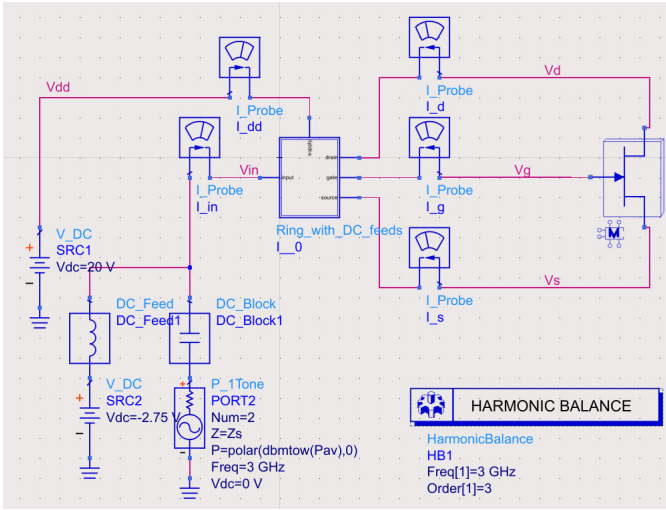 Vdd
I_Probe
I_dd
I_Probe
I_d
Vd
I_Probe
I_in
Vin
supply
input
drain
gate
source
Ring_with_DC_feeds
I__0
I_Probe
I_g
Vg
M
I_Probe
I_s
Vs
+
V_DC
SRC1
Vdc=20 V
-
DC_Feed
DC_Feed1
DC_Block
DC_Block1
+
V_DC
SRC2
Vdc=-2.75 V
-
+
P_1Tone
PORT2
Num=2
Z=Zs
P=polar(dbmtow(Pav),0)
Freq=3 GHz
Vdc=0 V
-
HARMONIC BALANCE
HarmonicBalance
HB1
Freq[1]=3 GHz
Order[1]=3